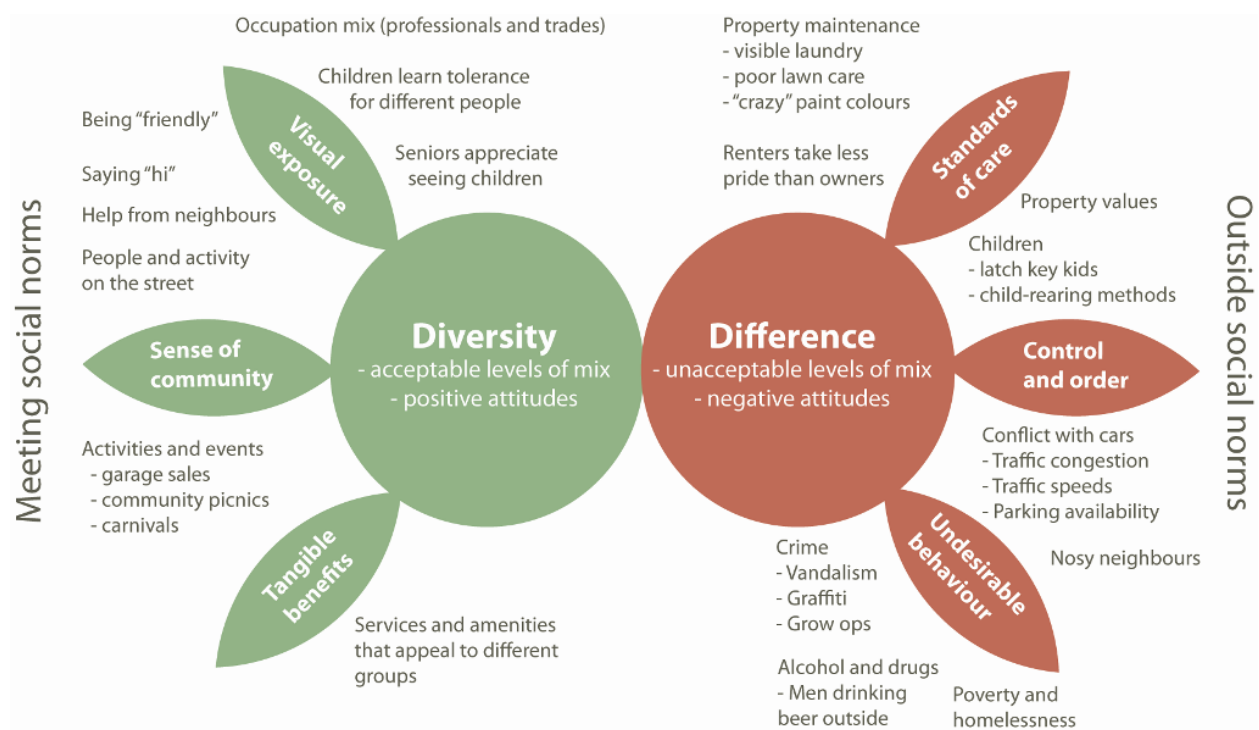 Meeting social norms
Occupation mix (professionals and trades)
Children learn tolerance
for different people
Being “friendly”
Visual
exposure
Seniors appreciate
seeing children
Saying “hi”
Help from neighbours
People and activity
on the street
Sense of
community
Diversity
- acceptable levels of mix
- positive attitudes
Activities and events
- garage sales
- community picnics
- carnivals
Tangible
benefits
Services and amenities
that appeal to different
groups
Property maintenance
- visible laundry
- poor lawn care
- “crazy” paint colours
Renters take less
pride than owners
Standards
of care
Property values
Children
- latch key kids
- child-rearing methods
Difference
- unacceptable levels of mix
- negative attitudes
Control
and order
Conflict with cars
- Traffic congestion
- Traffic speeds
- Parking availability
Undesirable
behaviour
Nosy neighbours
Crime
- Vandalism
- Graffiti
- Grow ops
Alcohol and drugs
- Men drinking
beer outside
Poverty and
homelessness
Outside social norms